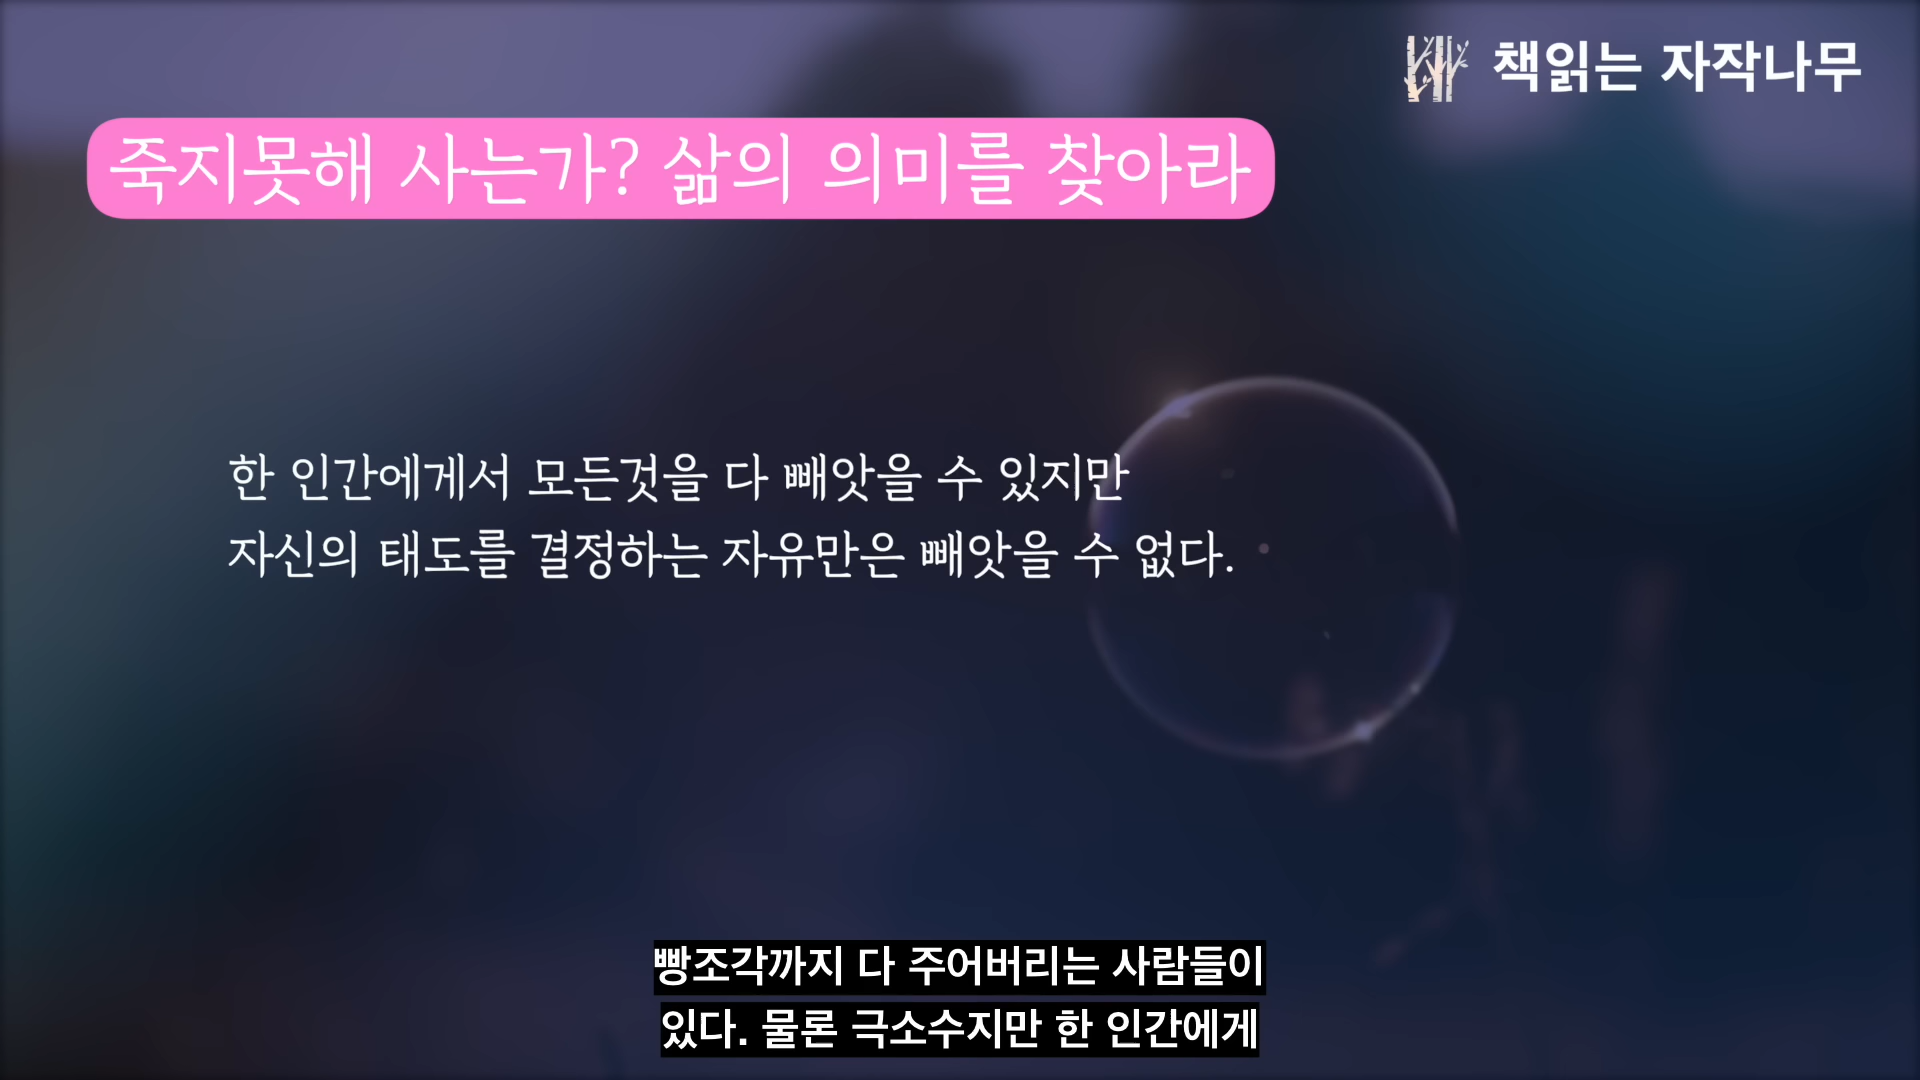 책읽는 자작나무
죽지못해 사는가? 삶의 의미를 찾아라
한 인간에게서 모든것을 다 빼앗을 수 있지만
자신의 태도를 결정하는 자유만은 빼앗을 수 없다.
빵조각까지 다 주어버리는 사람들이
있다. 물론 극소수지만 한 인간에게